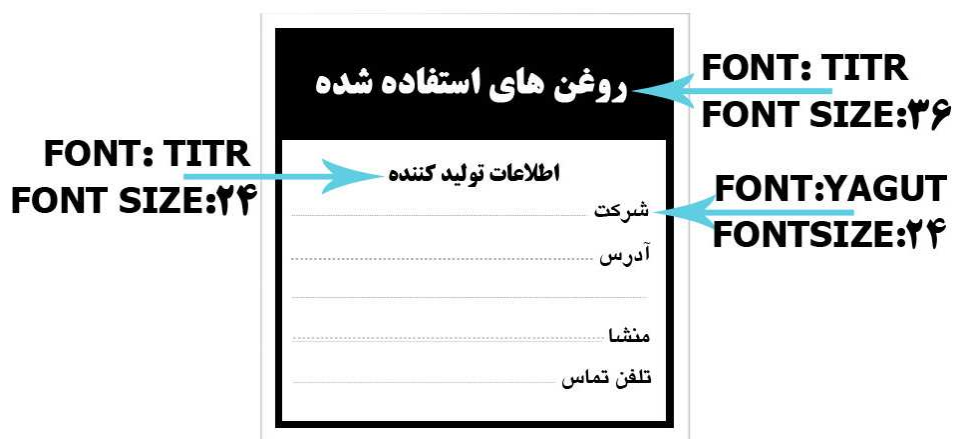 روغن های استفاده شده
FONT: TITR
FONT SIZE:۳۶
اطلاعات تولید کننده
FONT: TITR
FONT SIZE:۲۴
شرکت
FONT:YAGUT
FONTSIZE:۲۴
آدرس
منشا
تلفن تماس